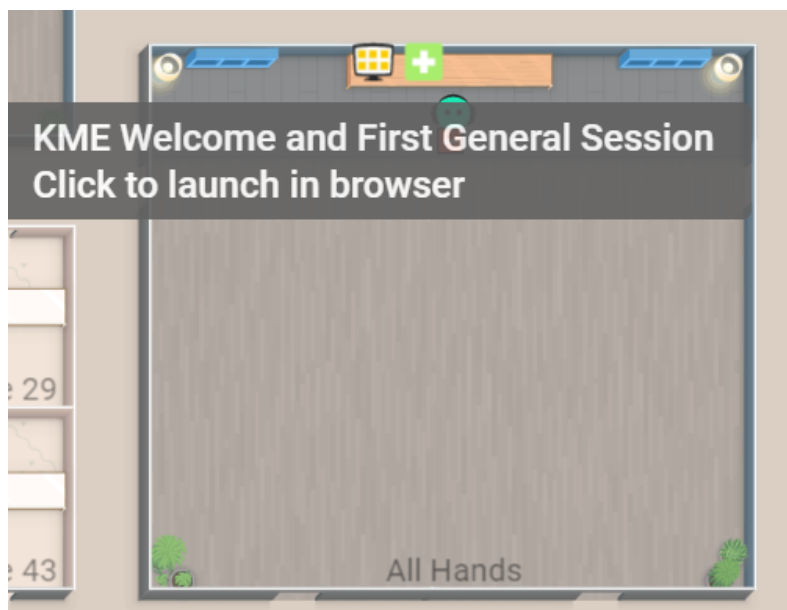 KME Welcome and First General Session
Click to launch in browser
29
43
All Hands